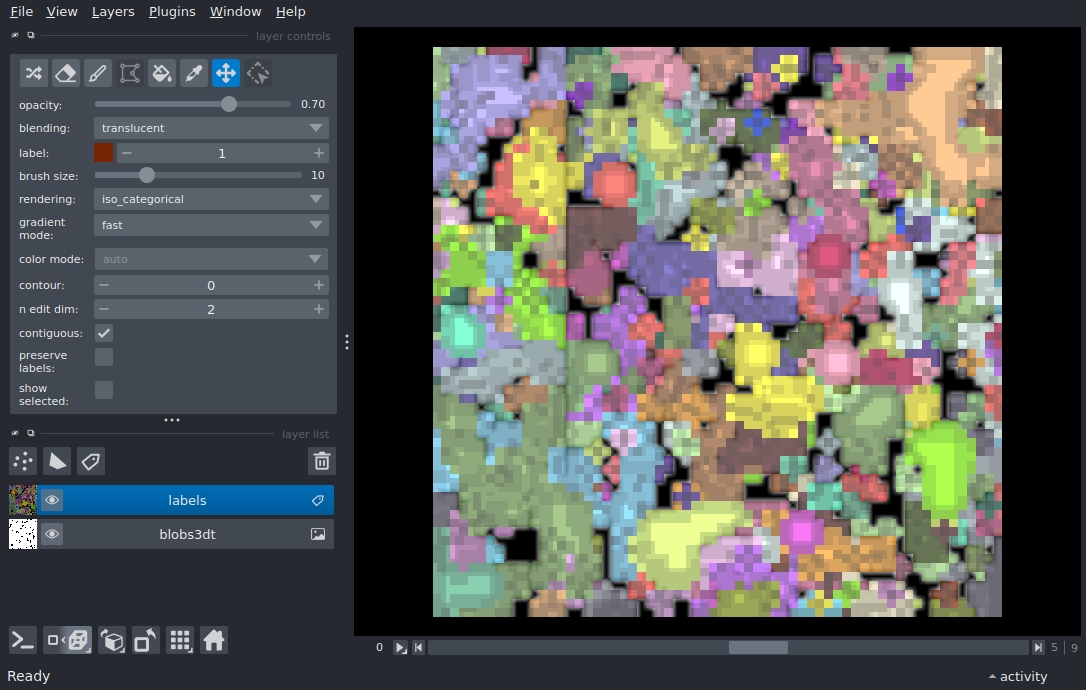 File View Layers Plugins Window Help
layer controls
opacity: 0.70
blending: translucent
label: 1
brush size: 10
rendering: iso_categorical
gradient
mode: fast
color mode: auto
contour: 0
n edit dim: 2
contiguous:
preserve
labels:
show
selected:
layer list
labels
blobs3dt
0 5 | 9
Ready activity